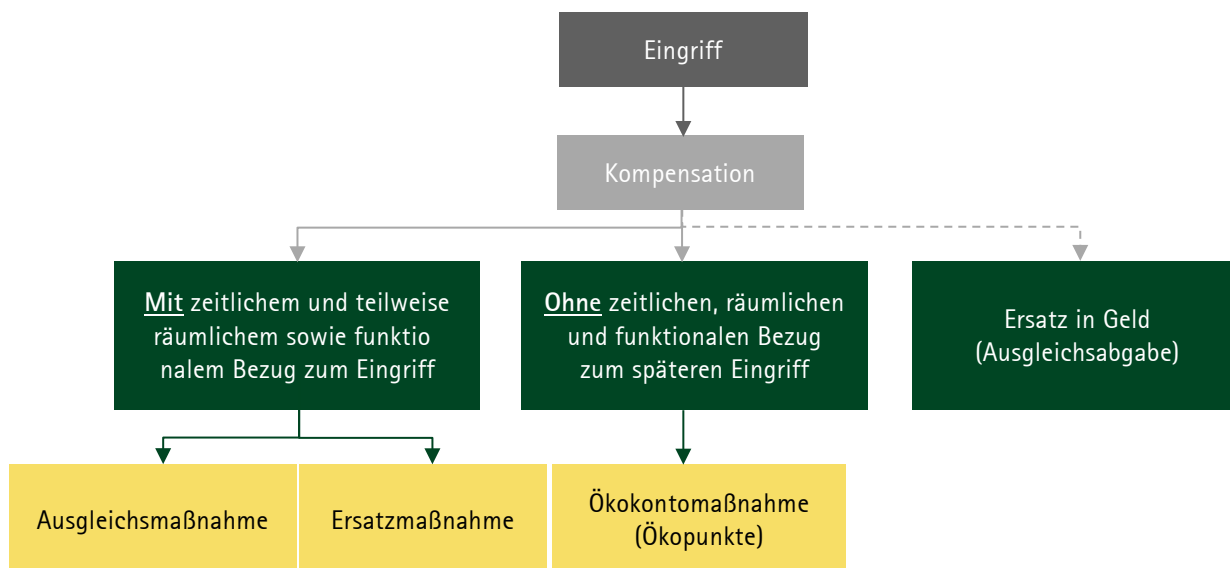 Eingriff
Kompensation
Mit zeitlichem und teilweise
räumlichem sowie funktio
nalem Bezug zum Eingriff
Ohne zeitlichen, räumlichen
und funktionalen Bezug
zum späteren Eingriff
Ersatz in Geld
(Ausgleichsabgabe)
Ausgleichsmaßnahme
Ersatzmaßnahme
Ökokontomaßnahme
(Ökopunkte)